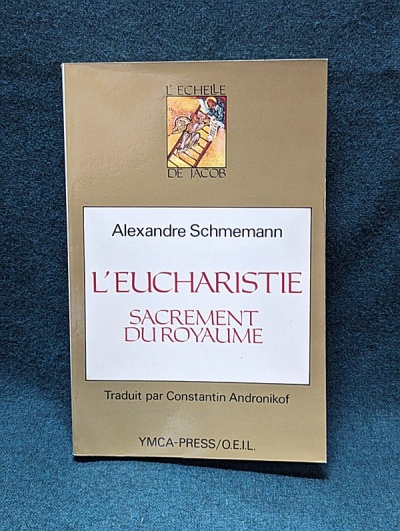 L'ECHELLE
DE JACOB
Alexandre Schmemann
L'EUCHARISTIE
SACREMENT
DU ROYAUME
Traduit par Constantin Andronikof
YMCA-PRESS/O.E.I.L.